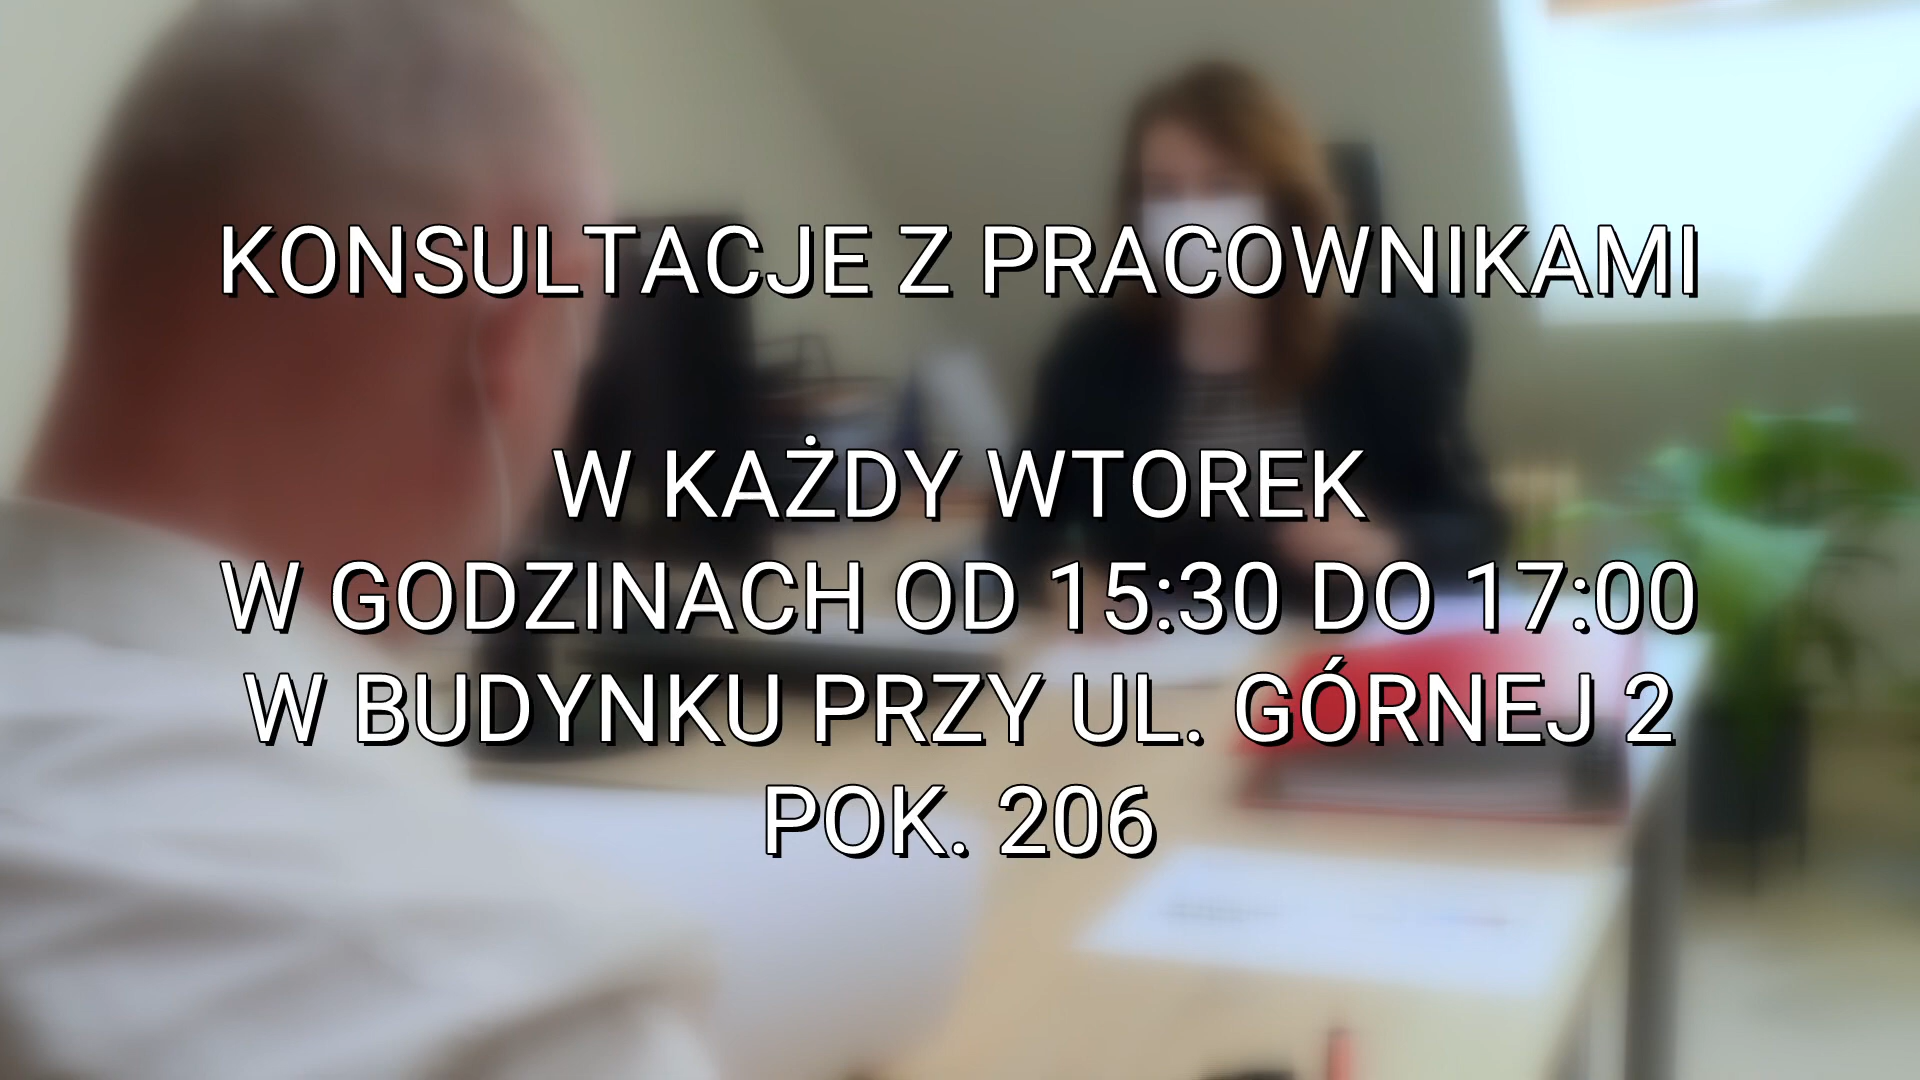 KONSULTACJE Z PRACOWNIKAMI
W KAŻDY WTOREK
W GODZINACH OD 15:30 DO 17:00
W BUDYNKU PRZY UL. GÓRNEJ 2
POK. 206